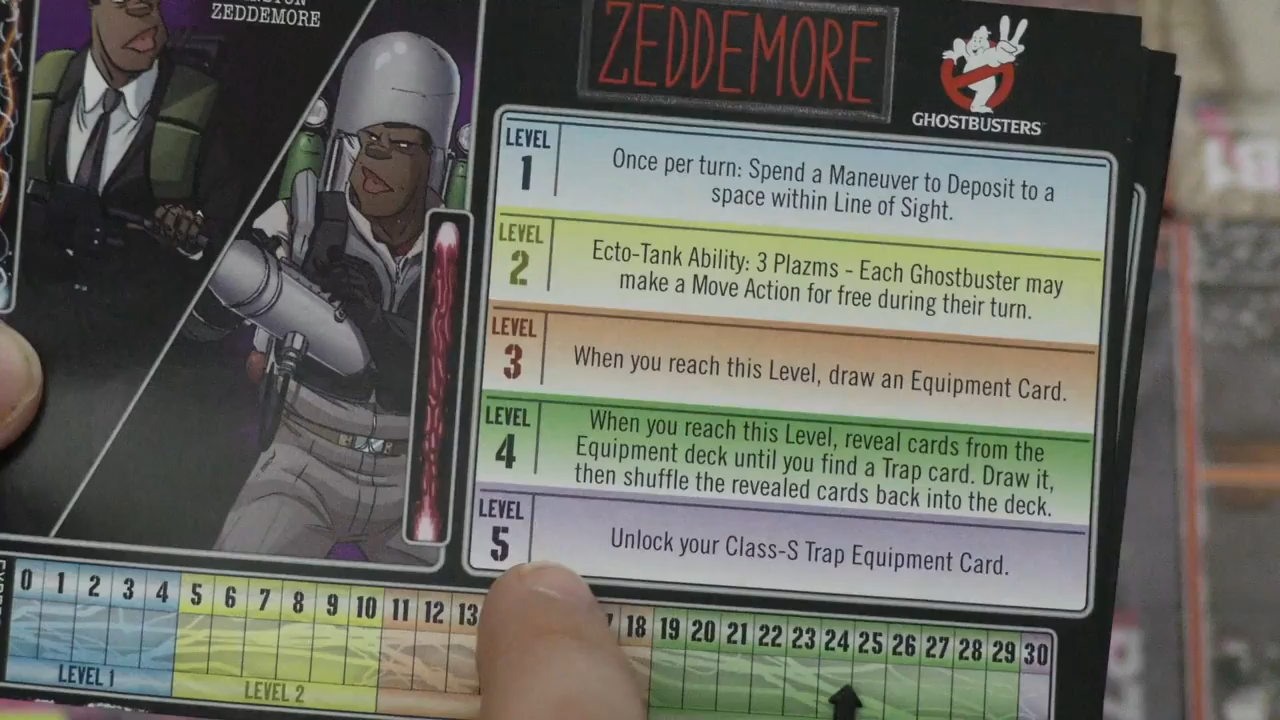 ZEDDEMORE
ZEDDEMORE
GHOSTBUSTERS
LEVEL
1
Once per turn: Spend a Maneuver to Deposit to a
space within Line of Sight.
LEVEL
2
Ecto-Tank Ability: 3 Plazms - Each Ghostbuster may
make a Move Action for free during their turn.
LEVEL
3
When you reach this Level, draw an Equipment Card.
LEVEL
4
When you reach this Level, reveal cards from the
Equipment deck until you find a Trap card. Draw it,
then shuffle the revealed cards back into the deck.
LEVEL
5
Unlock your Class-S Trap Equipment Card.
0 1 2 3 4 5 6 7 8 9 10 11 12 13 18 19 20 21 22 23 24 25 26 27 28 29 30
LEVEL 1
LEVEL 2